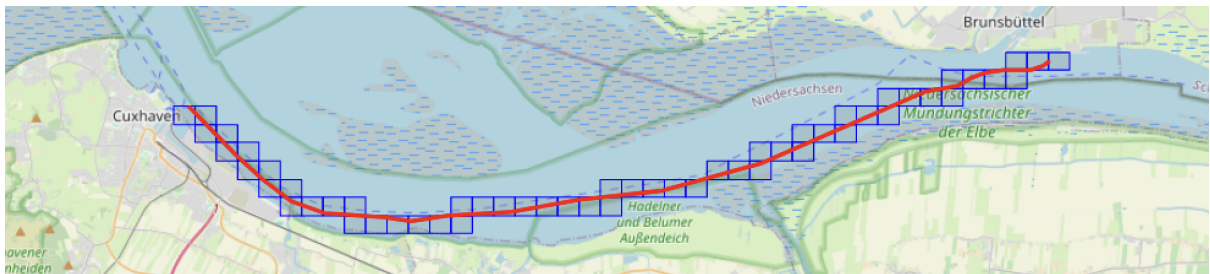 Brunsbüttel
Cuxhaven
Niedersachsen
Niedersächsischer
Mündungstrichter
der Elbe
Hadelner
und Belumer
Außendeich